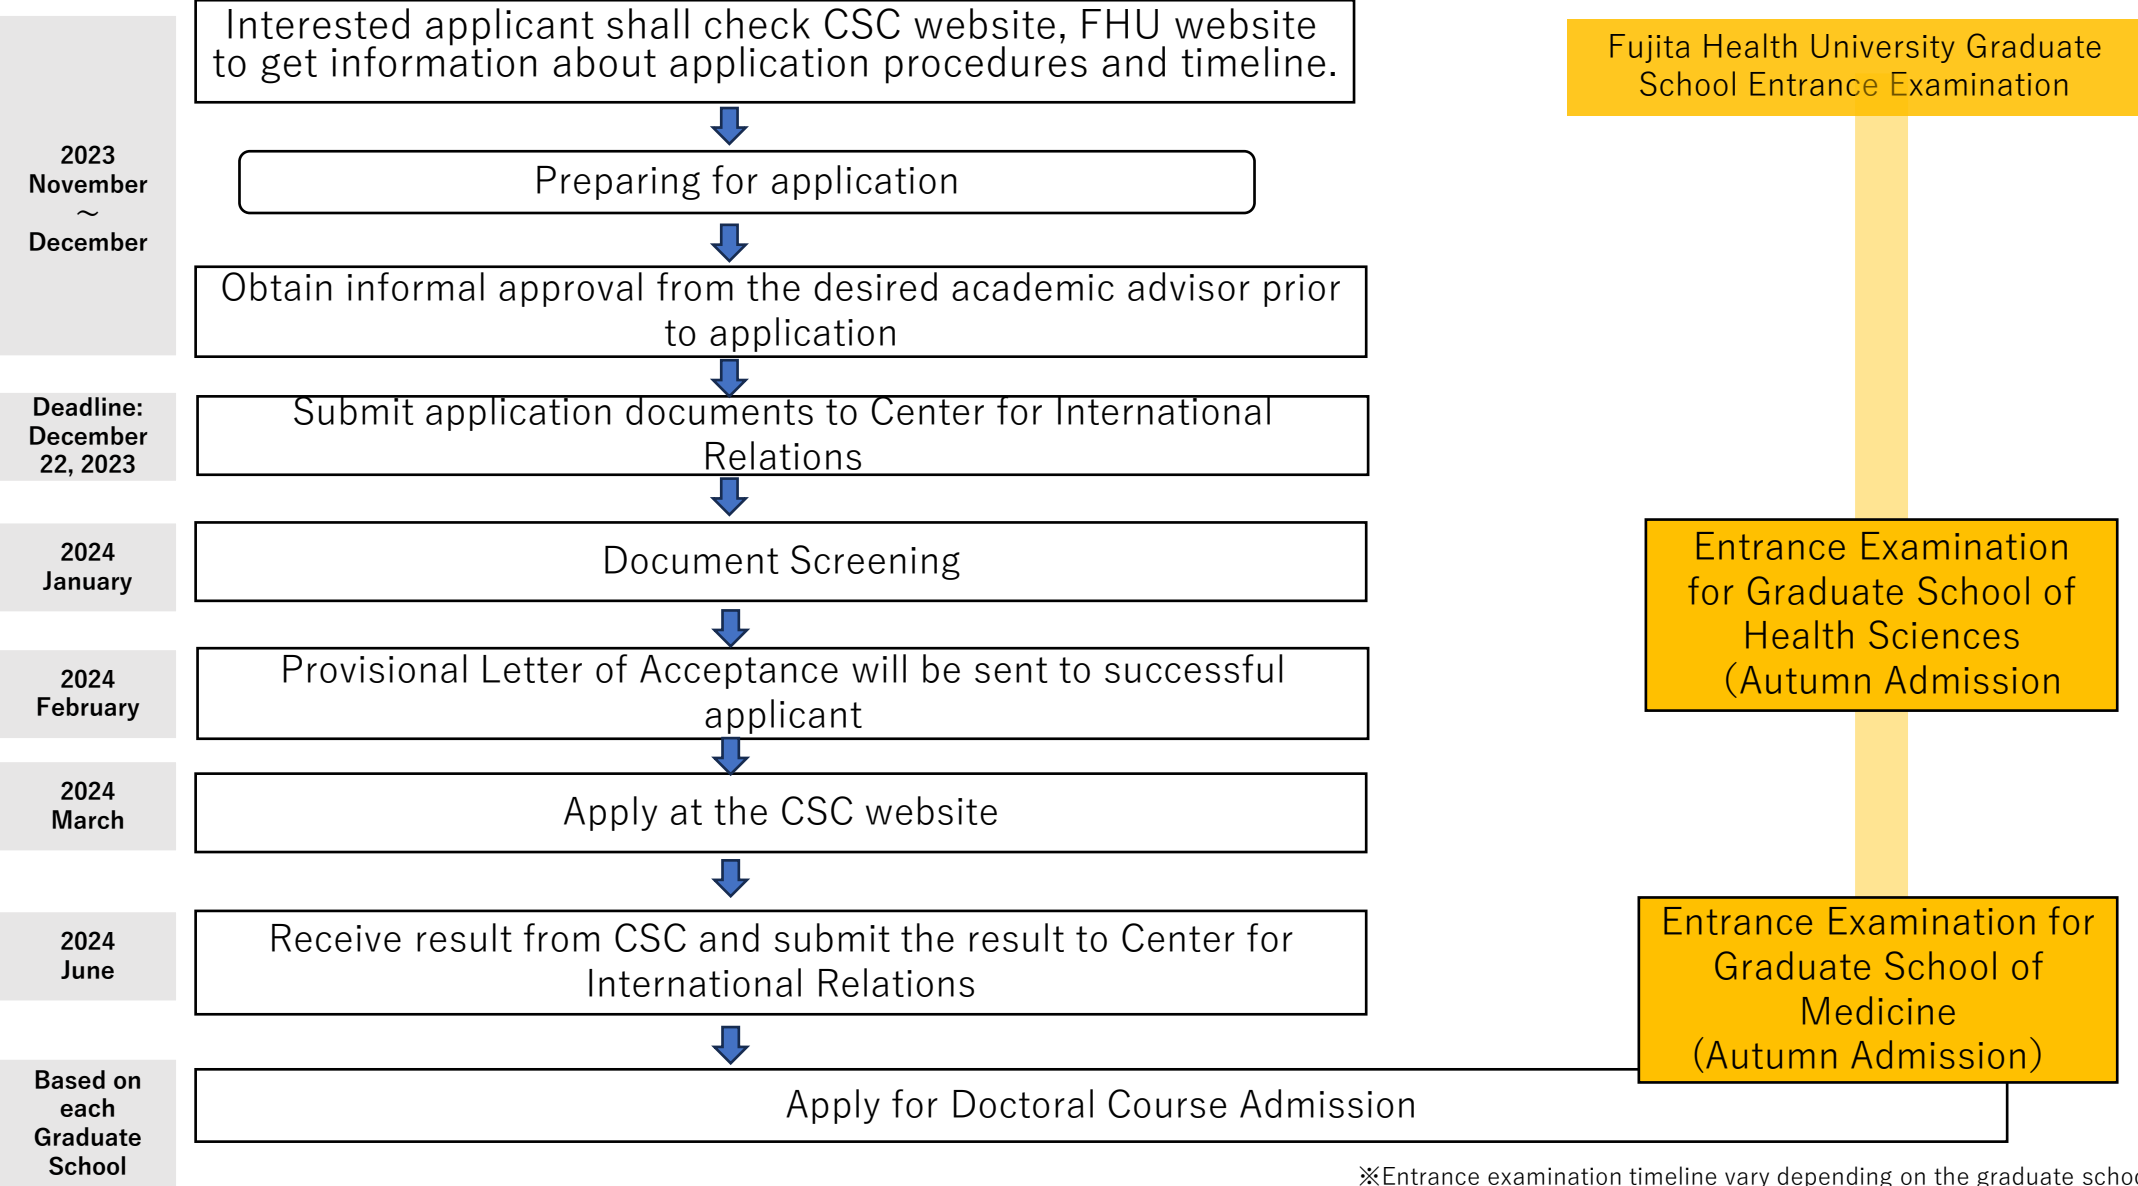 Interested applicant shall check CSC website, FHU website
to get information about application procedures and timeline.
Fujita Health University Graduate
School Entrance Examination
2023
November
～
December
Preparing for application
Obtain informal approval from the desired academic advisor prior
to application
Deadline:
December
22, 2023
Submit application documents to Center for International
Relations
2024
January
Document Screening
Entrance Examination
for Graduate School of
Health Sciences
（Autumn Admission
2024
February
Provisional Letter of Acceptance will be sent to successful
applicant
2024
March
Apply at the CSC website
2024
June
Receive result from CSC and submit the result to Center for
International Relations
Entrance Examination for
Graduate School of
Medicine
（Autumn Admission）
Based on
each
Graduate
School
Apply for Doctoral Course Admission
※Entrance examination timeline vary depending on the graduate